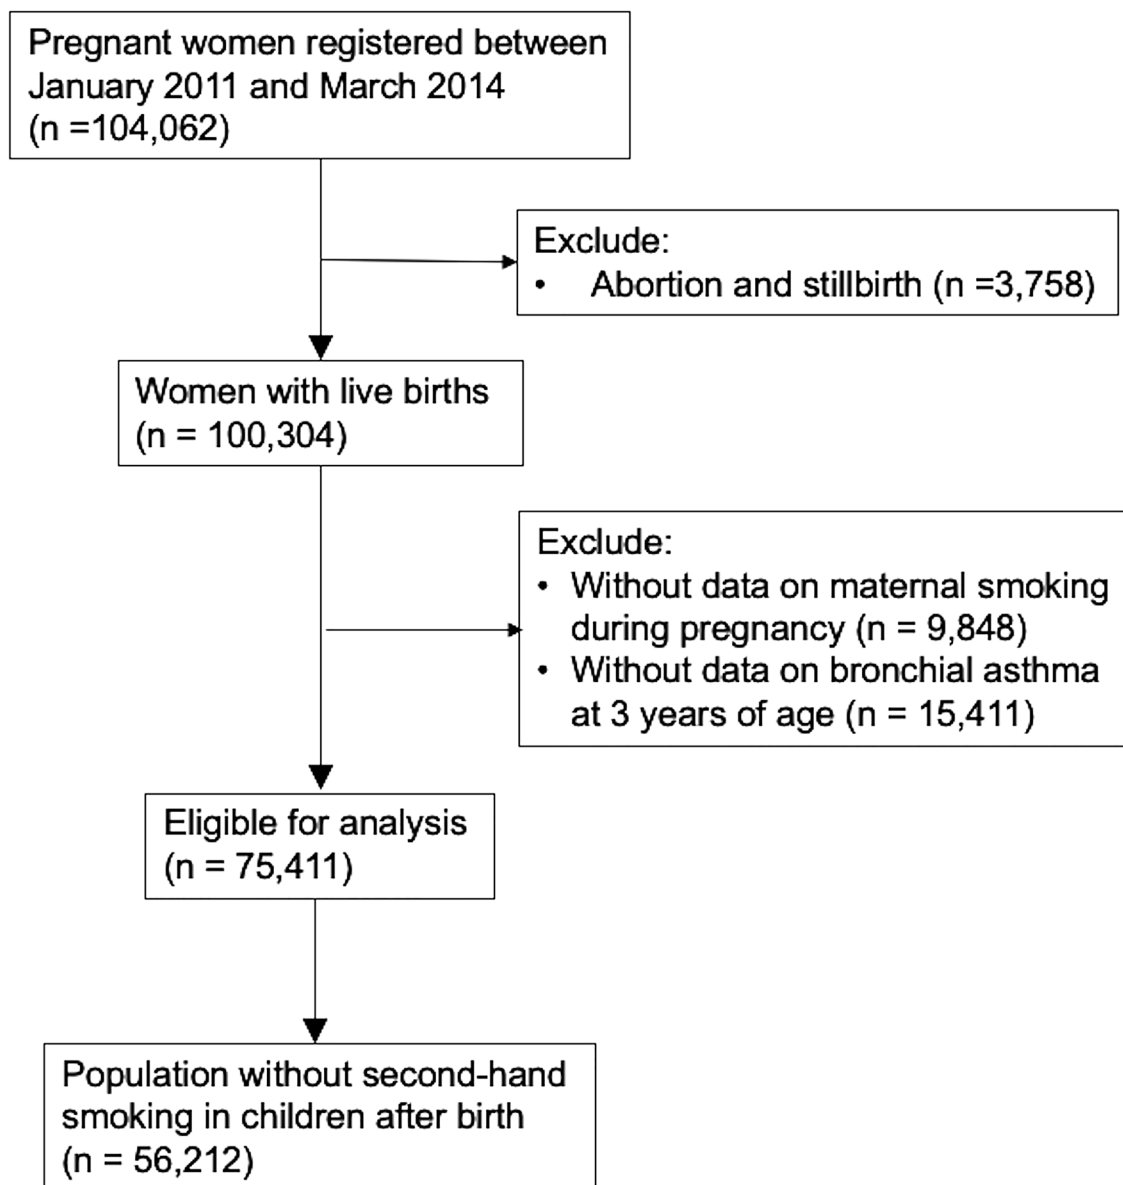 Pregnant women registered between
January 2011 and March 2014
(n =104,062)
Exclude:
• Abortion and stillbirth (n =3,758)
Women with live births
(n = 100,304)
Exclude:
• Without data on maternal smoking
during pregnancy (n = 9,848)
• Without data on bronchial asthma
at 3 years of age (n = 15,411)
Eligible for analysis
(n = 75,411)
Population without second-hand
smoking in children after birth
(n = 56,212)